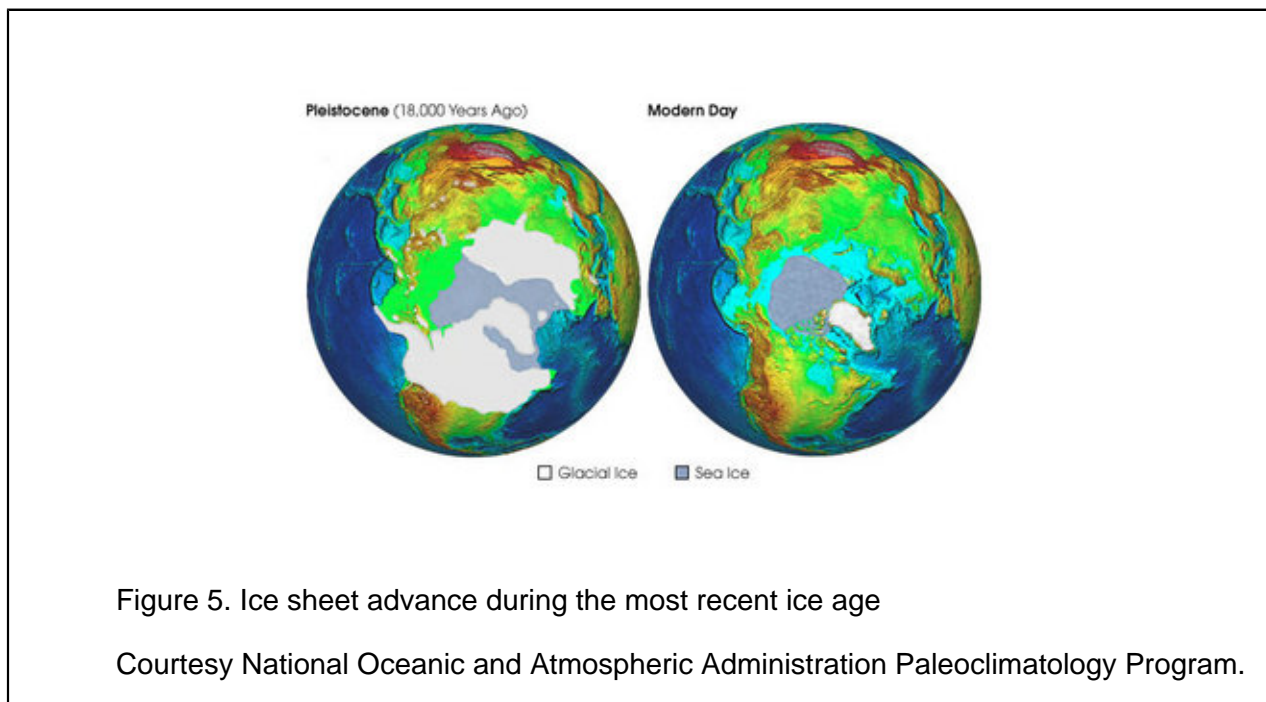 Pleistocene (18,000 Years Ago)
Modern Day
Glacial Ice
Sea Ice
Figure 5. Ice sheet advance during the most recent ice age
Courtesy National Oceanic and Atmospheric Administration Paleoclimatology Program.